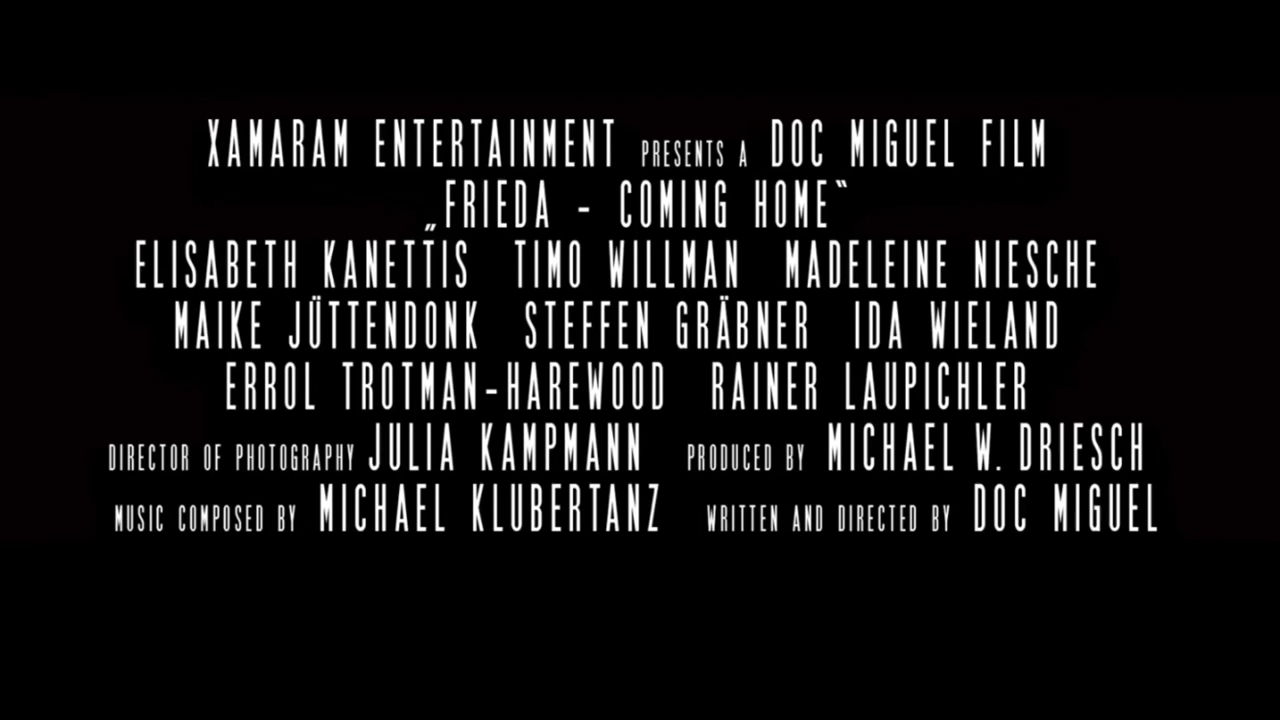 XAMARAM ENTERTAINMENT PRESENTS A DOC MIGUEL FILM
„FRIEDA - COMING HOME‟
ELISABETH KANETTIS TIMO WILLMAN MADELEINE NIESCHE
MAIKE JÜTTENDONK STEFFEN GRÄBNER IDA WIELAND
ERROL TROTMAN-HAREWOOD RAINER LAUPICHLER
DIRECTOR OF PHOTOGRAPHY JULIA KAMPMANN PRODUCED BY MICHAEL W. DRIESCH
MUSIC COMPOSED BY MICHAEL KLUBERTANZ WRITTEN AND DIRECTED BY DOC MIGUEL